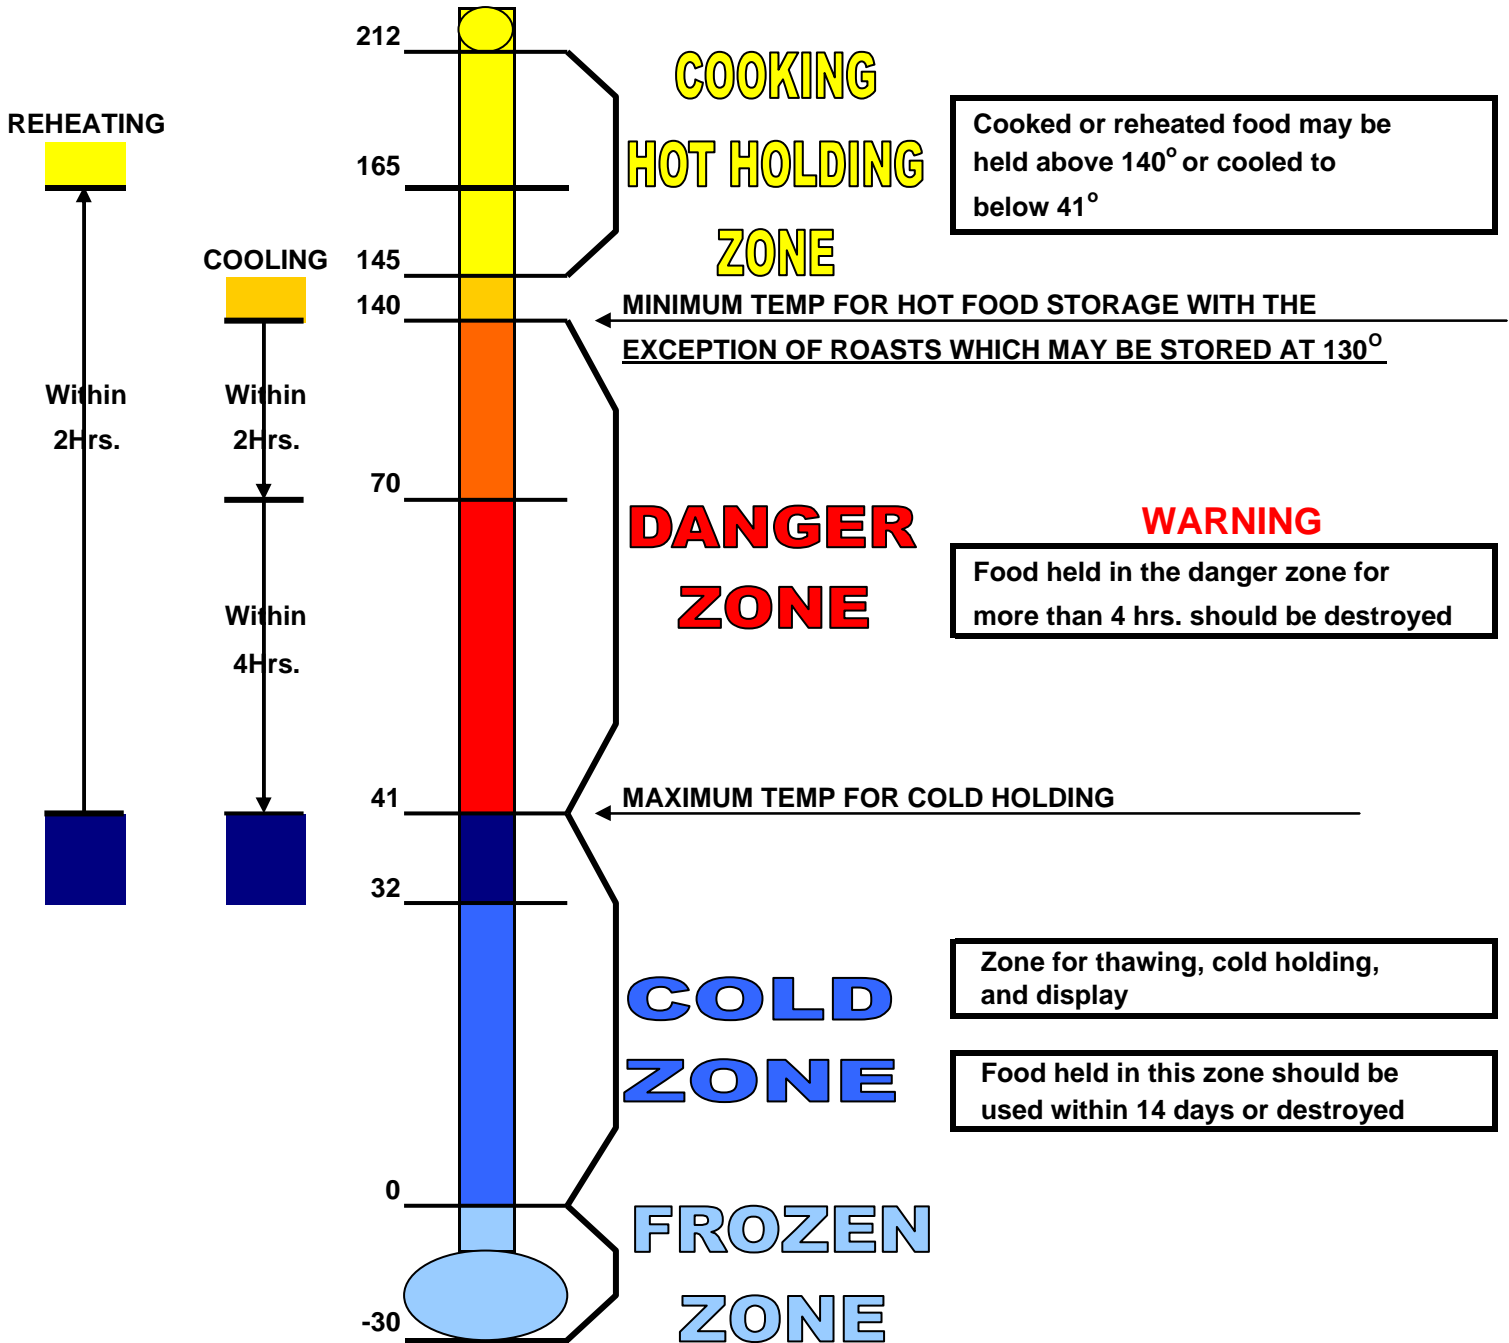 212
COOKING
HOT HOLDING
ZONE
Cooked or reheated food may be
held above 140° or cooled to
below 41°
REHEATING
165
COOLING
145
140
MINIMUM TEMP FOR HOT FOOD STORAGE WITH THE
EXCEPTION OF ROASTS WHICH MAY BE STORED AT 130°
Within
2Hrs.
Within
2Hrs.
70
DANGER
ZONE
WARNING
Food held in the danger zone for
more than 4 hrs. should be destroyed
Within
4Hrs.
41
MAXIMUM TEMP FOR COLD HOLDING
32
COLD
ZONE
Zone for thawing, cold holding,
and display
Food held in this zone should be
used within 14 days or destroyed
0
FROZEN
ZONE
-30